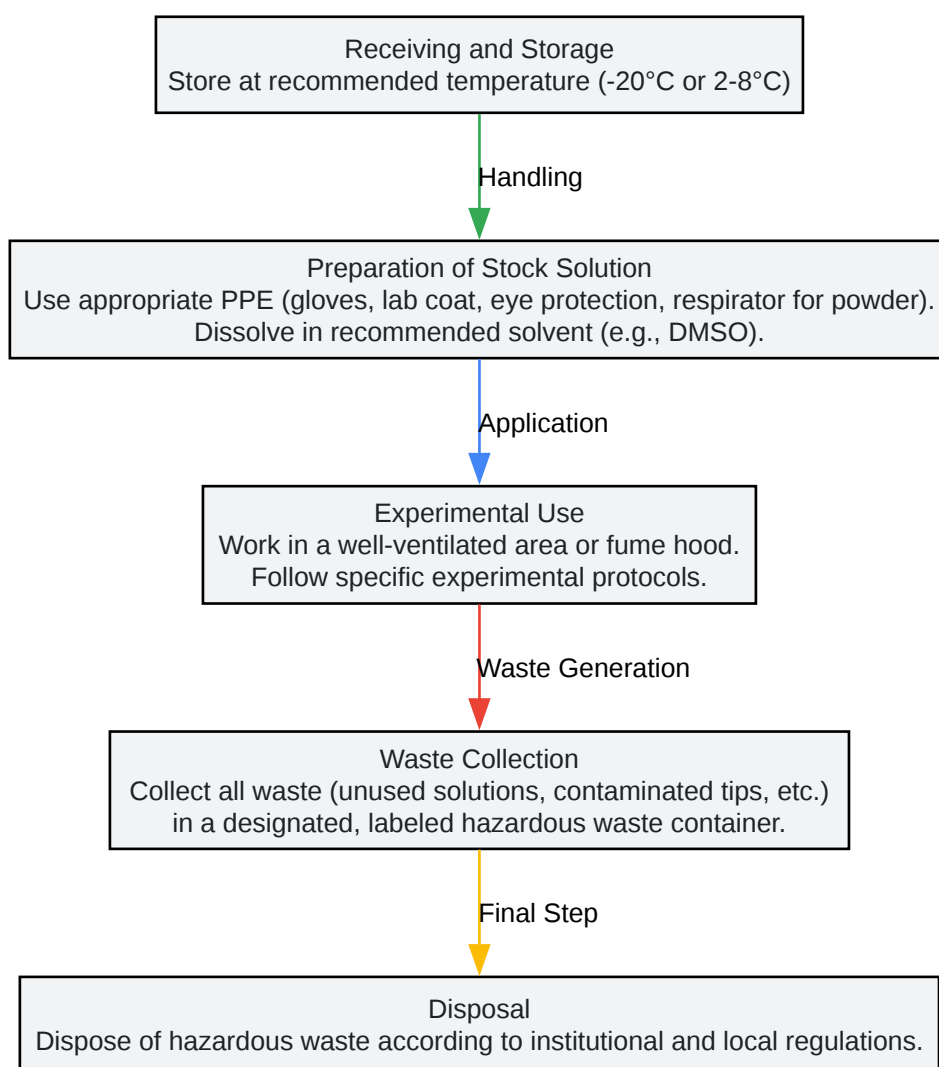 Receiving and Storage
Store at recommended temperature (-20°C or 2-8°C)
Handling
Preparation of Stock Solution
Use appropriate PPE (gloves, lab coat, eye protection, respirator for powder).
Dissolve in recommended solvent (e.g., DMSO).
Application
Experimental Use
Work in a well-ventilated area or fume hood.
Follow specific experimental protocols.
Waste Generation
Waste Collection
Collect all waste (unused solutions, contaminated tips, etc.)
in a designated, labeled hazardous waste container.
Final Step
Disposal
Dispose of hazardous waste according to institutional and local regulations.